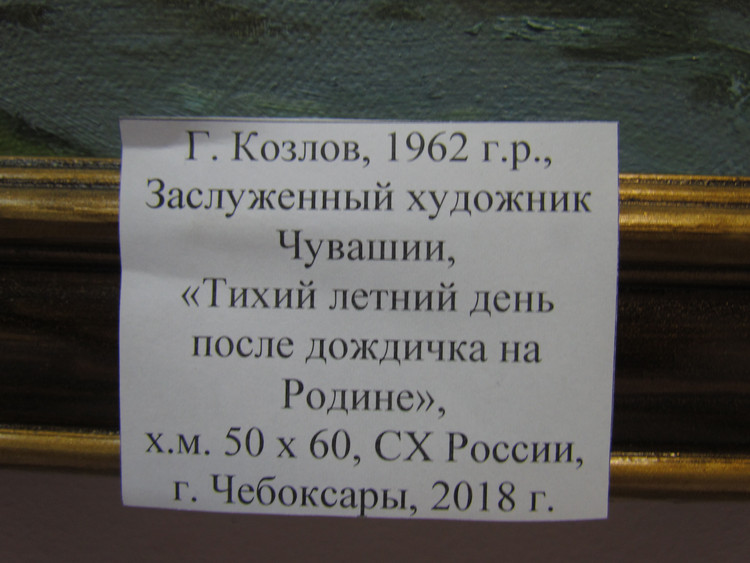 Г. Козлов, 1962 г.р.,
Заслуженный художник
Чувашии,
«Тихий летний день
после дождичка на
Родине»,
х.м. 50 х 60, СХ России,
г. Чебоксары, 2018 г.